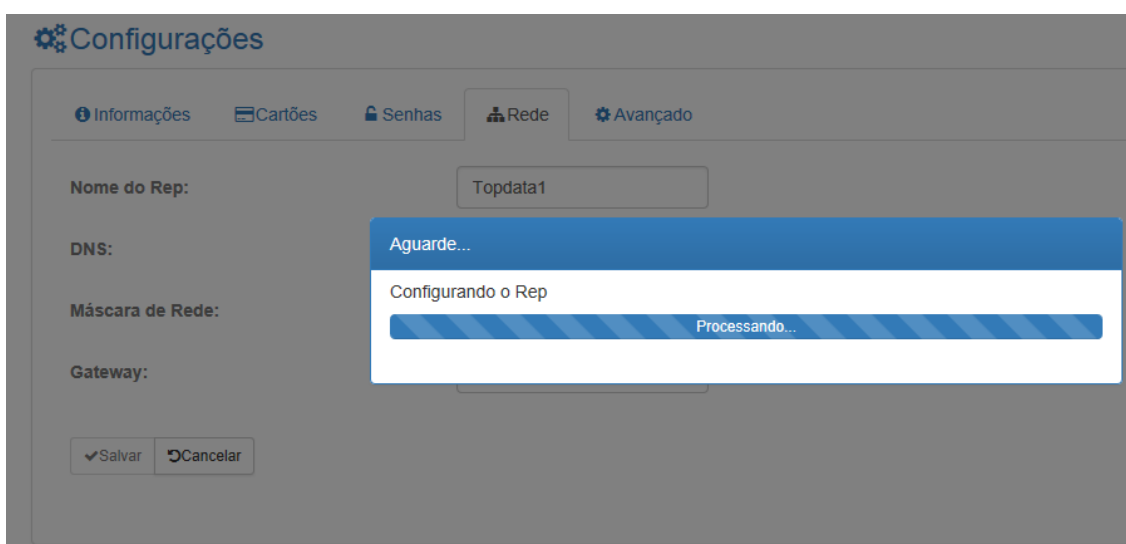 Configurações
Informações Cartões Senhas Rede Avançado
Nome do Rep: Topdata1
DNS:
Aguarde...
Configurando o Rep
Máscara de Rede:
Processando...
Gateway:
Salvar Cancelar